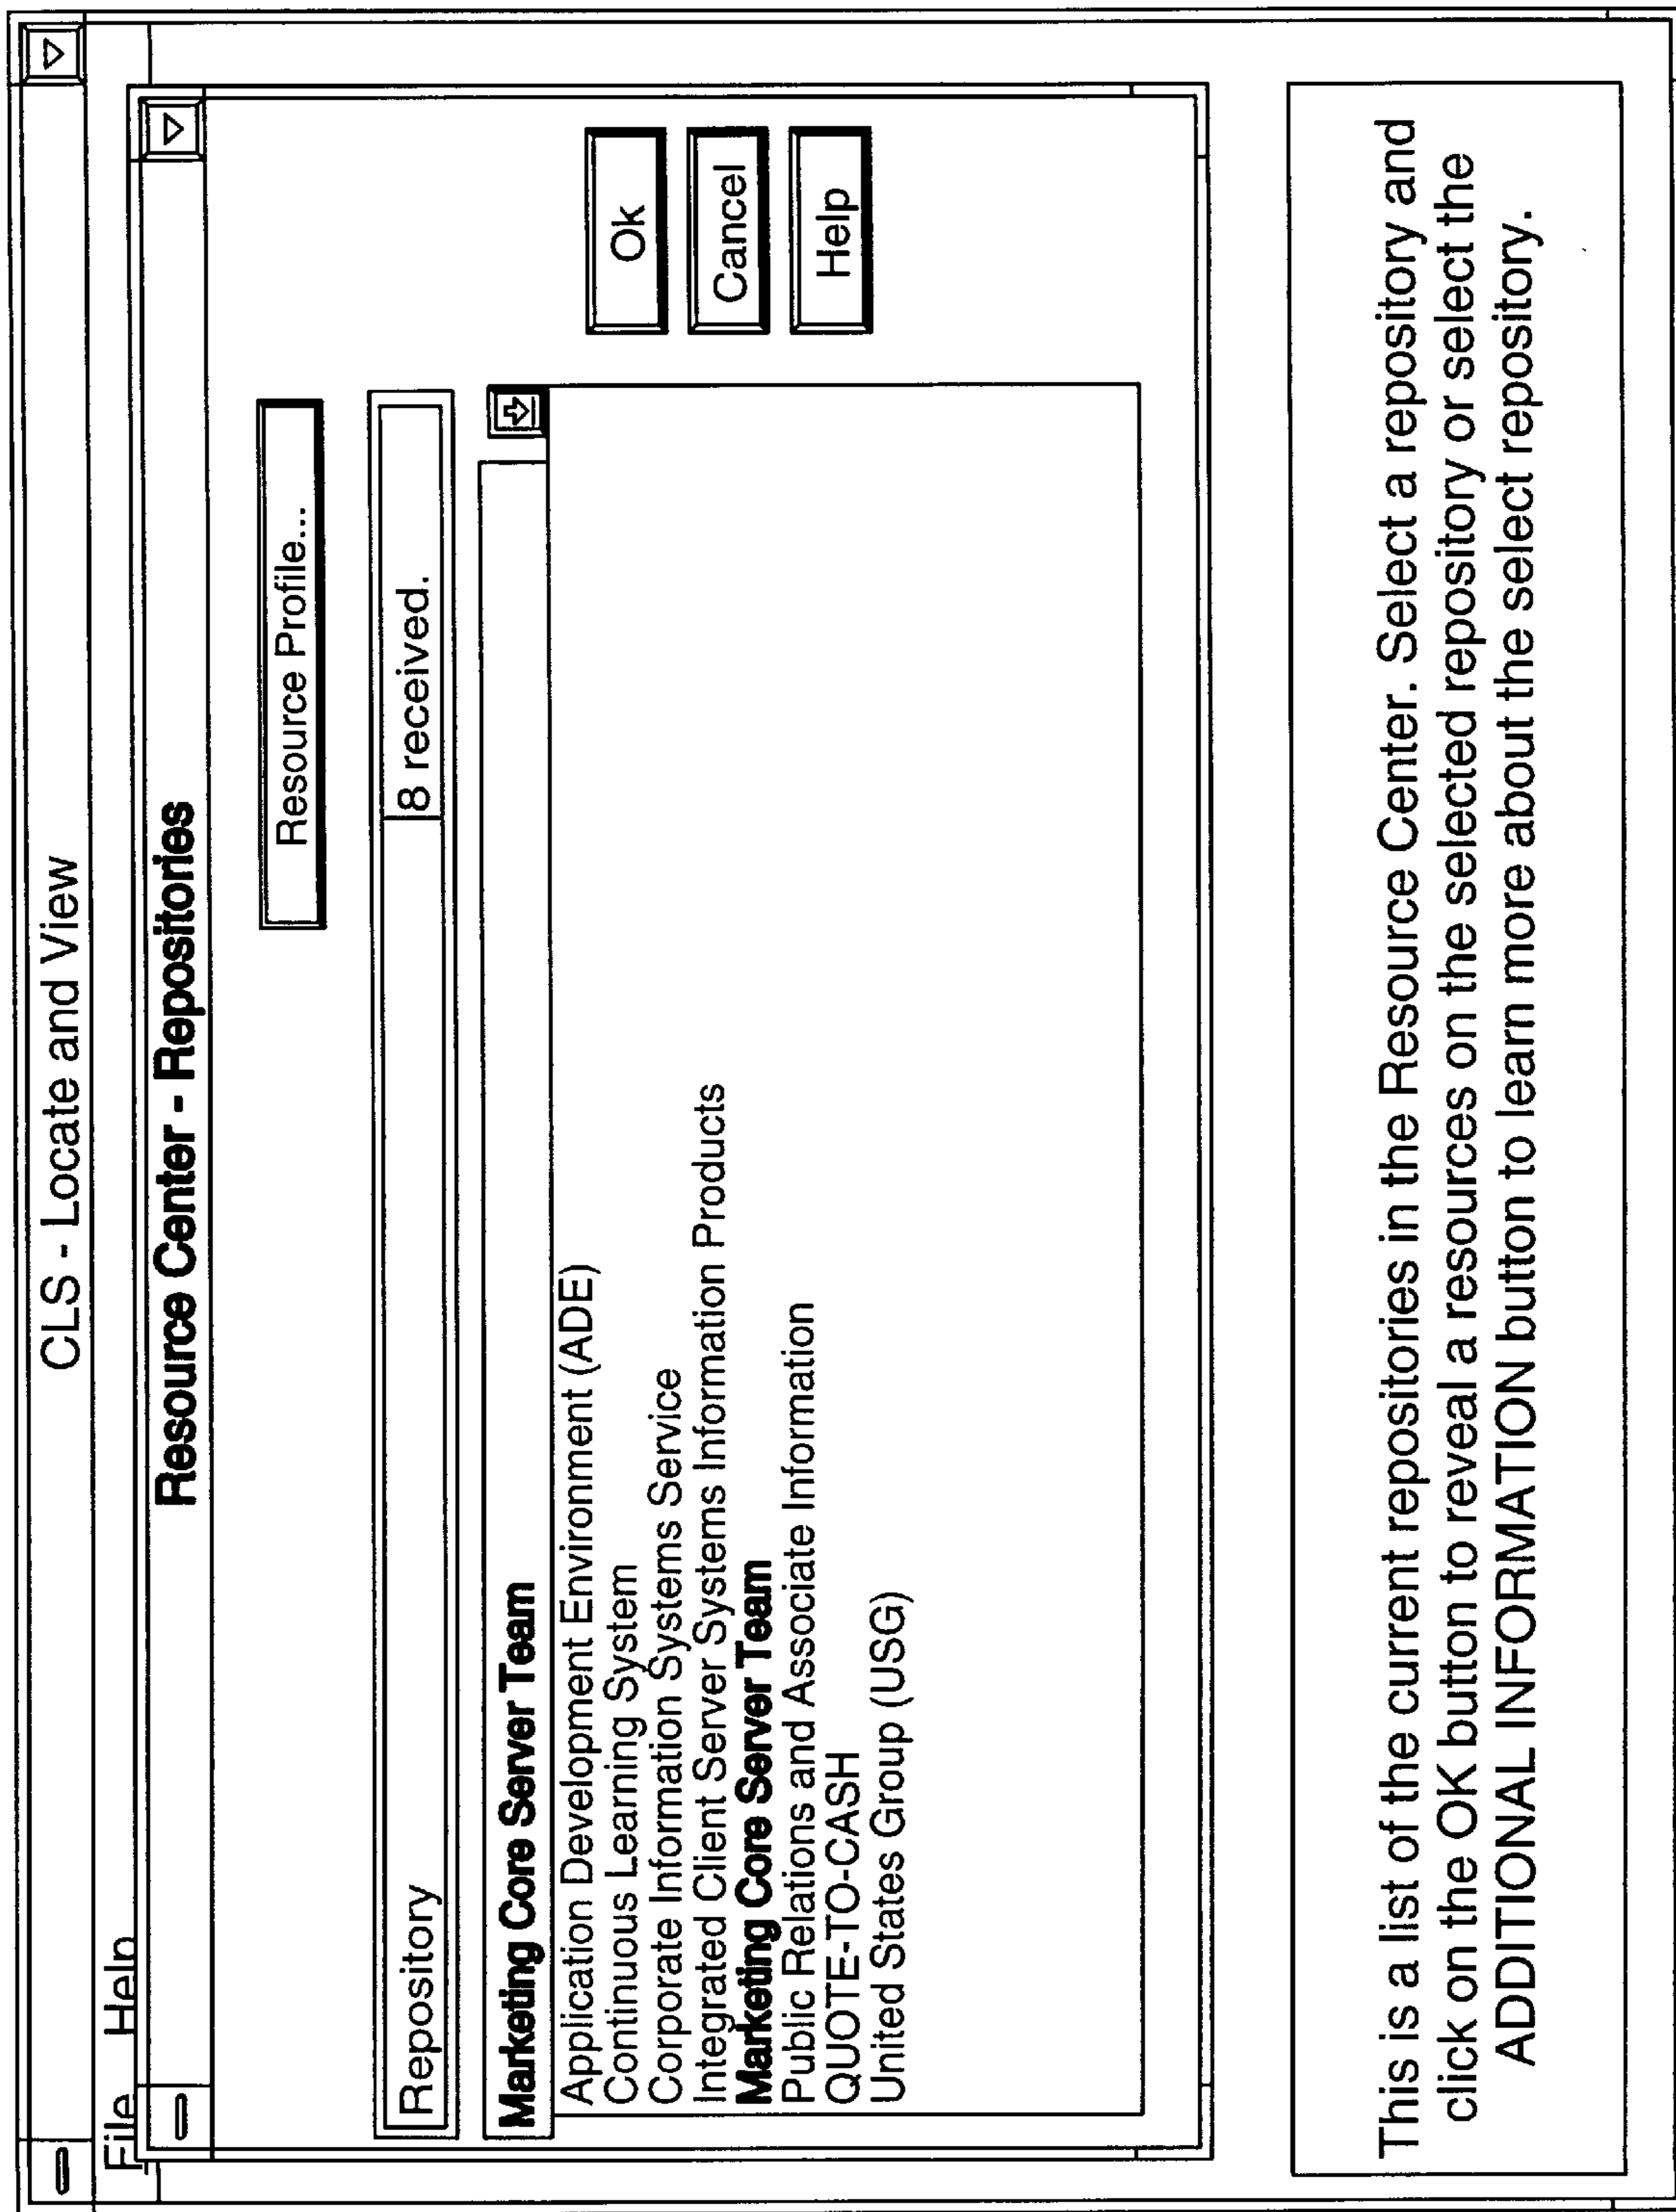 CLS - Locate and View
File Help
Resource Center - Repositories
Resource Profile...
Repository
8 received.
Marketing Core Server Team
Application Development Environment (ADE)
Continuous Learning System
Corporate Information Systems Service
Integrated Client Server Systems Information Products
Marketing Core Server Team
Public Relations and Associate Information
QUOTE-TO-CASH
United States Group (USG)
Ok
Cancel
Help
This is a list of the current repositories in the Resource Center. Select a repository and
click on the OK button to reveal a resources on the selected repository or select the
ADDITIONAL INFORMATION button to learn more about the select repository.